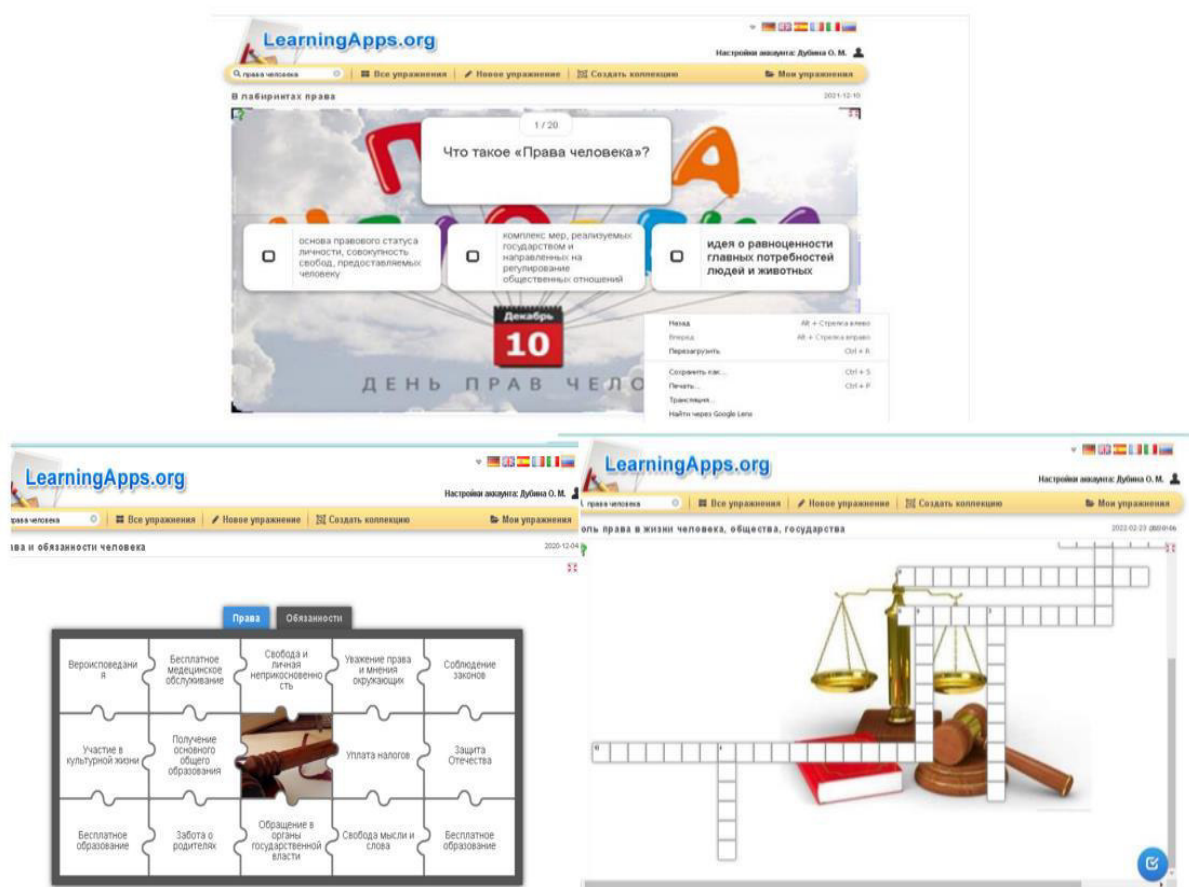 LearningApps.org
Настройки аккаунта: Дубина О. М.
права человека
Все упражнения
Новое упражнение
Создать коллекцию
Мои упражнения
В лабиринтах права
2021-12-10
1 / 20
Что такое «Права человека»?
основа правового статуса
личности, совокупность
свобод, предоставляемых
человеку
комплекс мер, реализуемых
государством и
направленных на
регулирование
общественных отношений
идея о равноценности
главных потребностей
людей и животных
Декабрь
10
ДЕНЬ ПРАВ ЧЕЛО
Назад
Alt + Стрелка влево
Вперед
Alt + Стрелка вправо
Перезагрузить
Ctrl + R
Сохранить как...
Ctrl + S
Печать...
Ctrl + P
Трансляция...
Найти через Google Lens
LearningApps.org
Настройки аккаунта: Дубина О. М.
права человека
Все упражнения
Новое упражнение
Создать коллекцию
Мои упражнения
ава и обязанности человека
2020-12-04
Права
Обязанности
Вероисповедани
я
Бесплатное
медецинское
обслуживание
Свобода и
личная
неприкосновенно
сть
Уважение права
и мнения
окружающих
Соблюдение
законов
Участие в
культурной жизни
Получение
основного
общего
образования
Уплата налогов
Защита
Отечества
Бесплатное
образование
Забота о
родителях
Обращение в
органы
государственной
власти
Свобода мысли и
слова
Бесплатное
образование
LearningApps.org
Настройки аккаунта: Дубина О. М.
права человека
Все упражнения
Новое упражнение
Создать коллекцию
Мои упражнения
оль права в жизни человека, общества, государства
2022-02-23